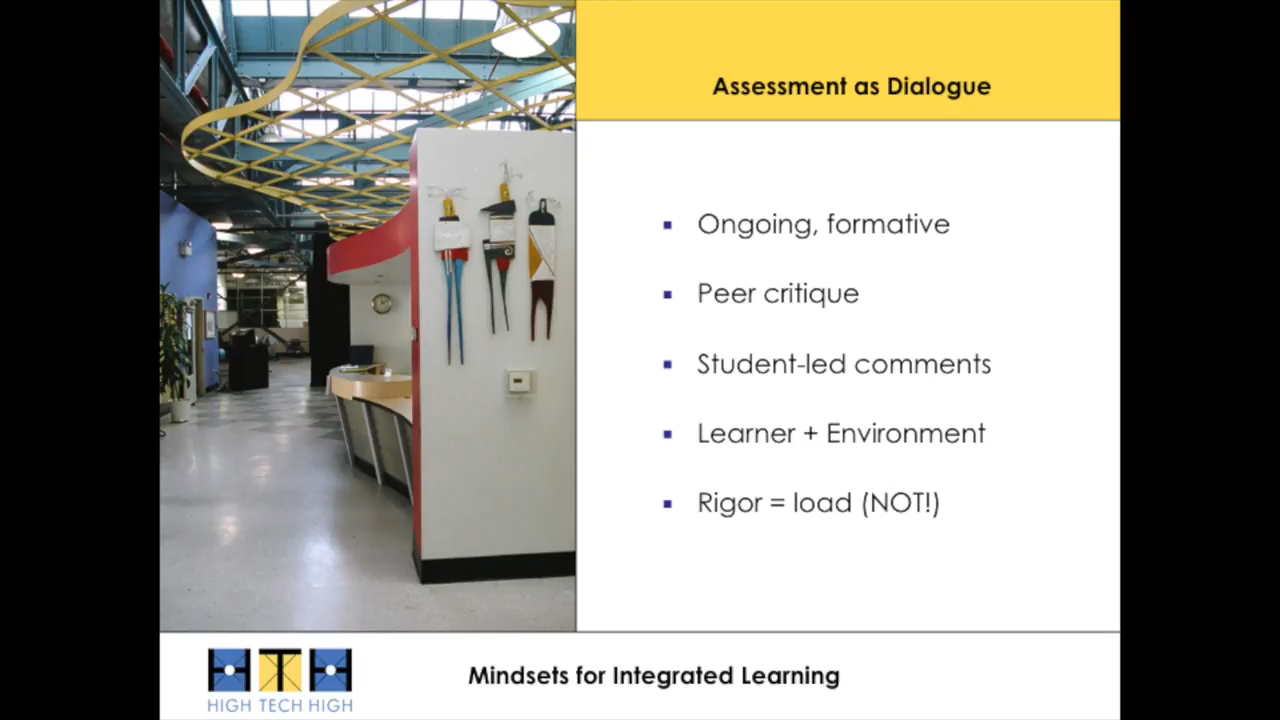 Assessment as Dialogue
Ongoing, formative
Peer critique
Student-led comments
Learner + Environment
Rigor = load (NOT!)
HTH
HIGH TECH HIGH
Mindsets for Integrated Learning